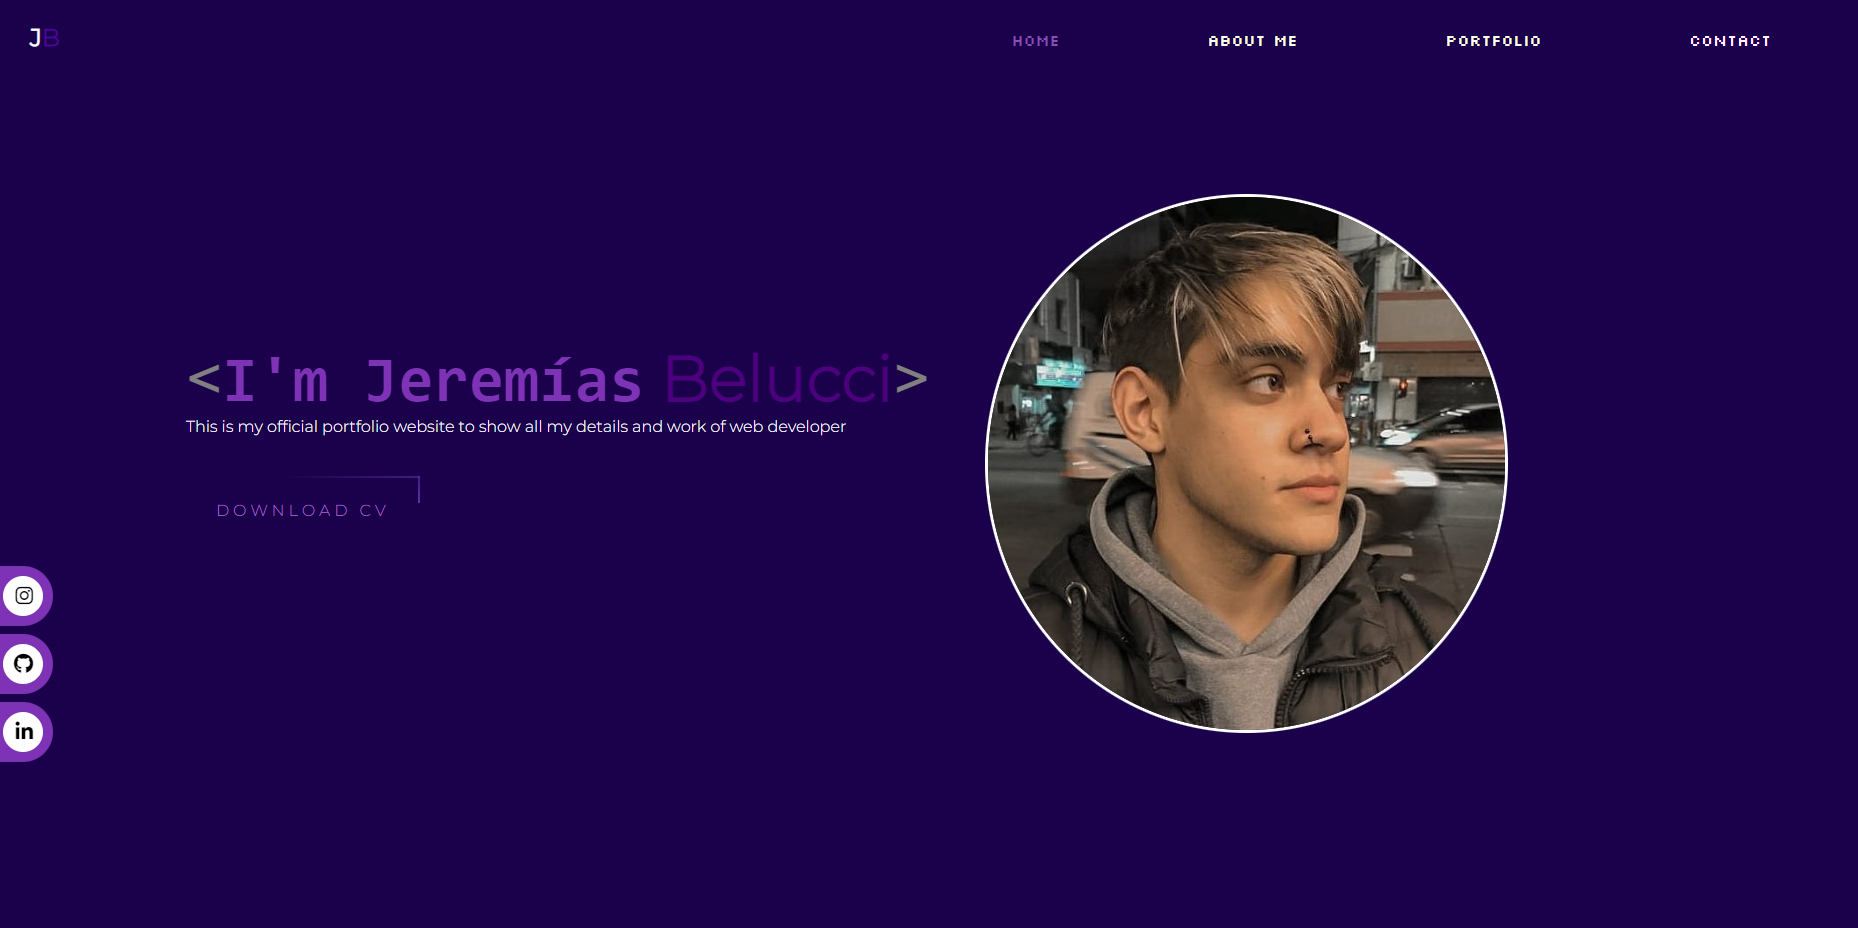 JB
HOME ABOUT ME PORTFOLIO CONTACT
<I'm Jeremías Belucci>
This is my official portfolio website to show all my details and work of web developer
DOWNLOAD CV
in